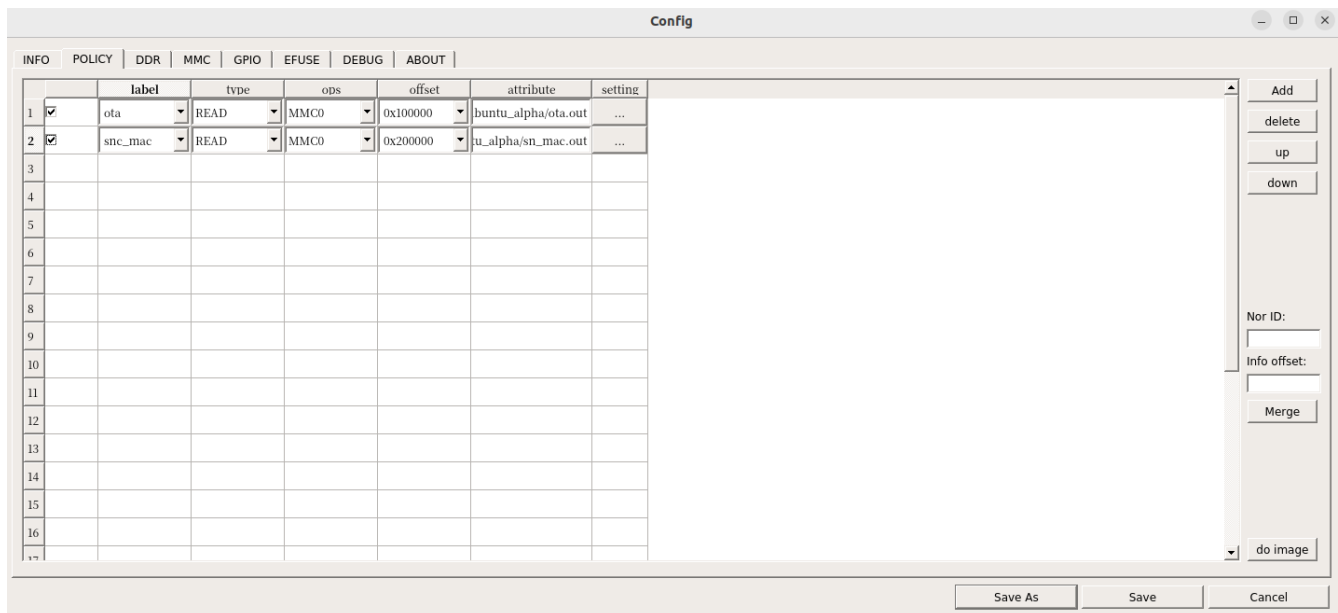 Config
INFO POLICY DDR MMC GPIO EFUSE DEBUG ABOUT
label type ops offset attribute setting
1 ota READ MMC0 0x100000 buntu_alpha/ota.out ...
2 snc_mac READ MMC0 0x200000 u_alpha/sn_mac.out ...
3
4
5
6
7
8
9
10
11
12
13
14
15
16
17
Add
delete
up
down
Nor ID:
Info offset:
Merge
do image
Save As Save Cancel